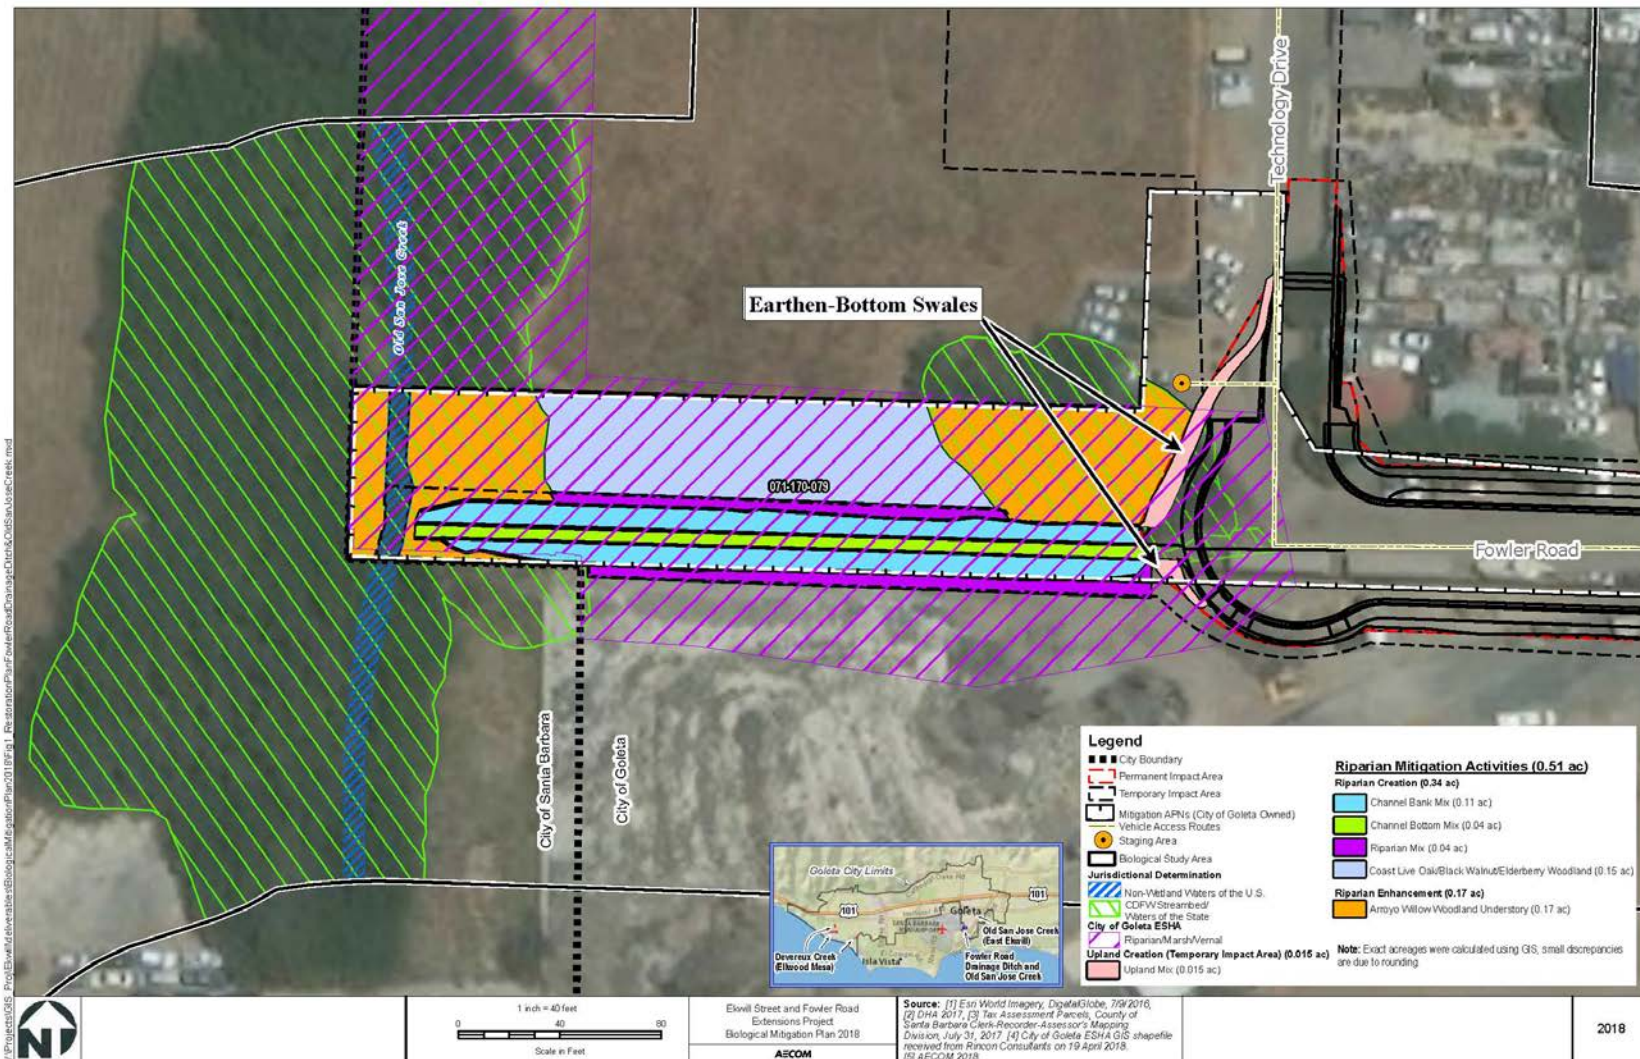 Technology Drive
Old San Jose Creek
Earthen-Bottom Swales
071-170-079
Fowler Road
City of Santa Barbara
City of Goleta
Legend
City Boundary
Permanent Impact Area
Temporary Impact Area
Mitigation APNs (City of Goleta Owned)
Vehicle Access Routes
Staging Area
Biological Study Area
Jurisdictional Determination
Non-Wetland Waters of the U.S.
CDFW Streambed/
Waters of the State
City of Goleta ESHA
Riparian/Marsh/Vernal
Upland Creation (Temporary Impact Area) (0.015 ac)
Upland Mix (0.015 ac)
Riparian Mitigation Activities (0.51 ac)
Riparian Creation (0.34 ac)
Channel Bank Mix (0.11 ac)
Channel Bottom Mix (0.04 ac)
Riparian Mix (0.04 ac)
Coast Live Oak/Black Walnut/Elderberry Woodland (0.15 ac)
Riparian Enhancement (0.17 ac)
Arroyo Willow Woodland Understory (0.17 ac)
Note: Exact acreages were calculated using GIS, small discrepancies
are due to rounding.
Goleta City Limits
101
101
Goleta
Isla Vista
Devereux Creek
(Ellwood Mesa)
Old San Jose Creek
(East Ekwill)
Fowler Road
Drainage Ditch and
Old San Jose Creek
N
1 inch = 40 feet
0 40 80
Scale in Feet
Ekwill Street and Fowler Road
Extensions Project
Biological Mitigation Plan 2018
AECOM
Source: [1] Esri World Imagery, DigitalGlobe, 7/9/2016,
[2] DHA 2017, [3] Tax Assessment Parcels, County of
Santa Barbara Clerk-Recorder-Assessor's Mapping
Division, July 31, 2017. [4] City of Goleta ESHA GIS shapefile
received from Rincon Consultants on 19 April 2018.
[5] AECOM 2018.
2018